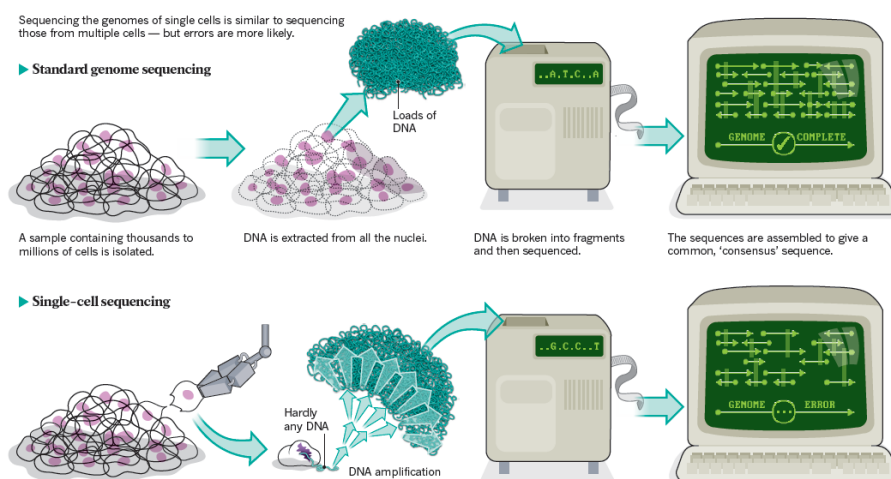 Sequencing the genomes of single cells is similar to sequencing
those from multiple cells — but errors are more likely.
Standard genome sequencing
Loads of
DNA
..A.T.C..A
GENOME COMPLETE
A sample containing thousands to
millions of cells is isolated.
DNA is extracted from all the nuclei.
DNA is broken into fragments
and then sequenced.
The sequences are assembled to give a
common, ‘consensus’ sequence.
Single-cell sequencing
Hardly
any DNA
DNA amplification
..G.C.C..T
GENOME ERROR